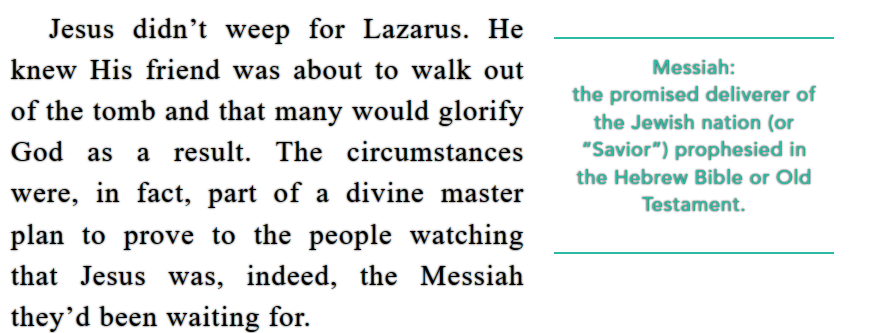 Jesus didn’t weep for Lazarus. He
knew His friend was about to walk out
of the tomb and that many would glorify
God as a result. The circumstances
were, in fact, part of a divine master
plan to prove to the people watching
that Jesus was, indeed, the Messiah
they’d been waiting for.
Messiah:
the promised deliverer of
the Jewish nation (or
“Savior”) prophesied in
the Hebrew Bible or Old
Testament.